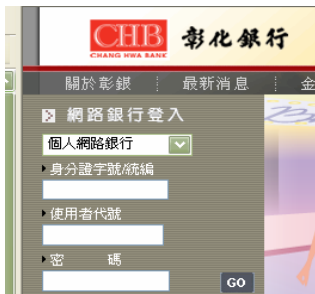 CHB 彰化銀行
CHANG HWA BANK
關於彰銀 最新消息 金
網路銀行登入
個人網路銀行
身分證字號/統編
使用者代號
密 碼
GO